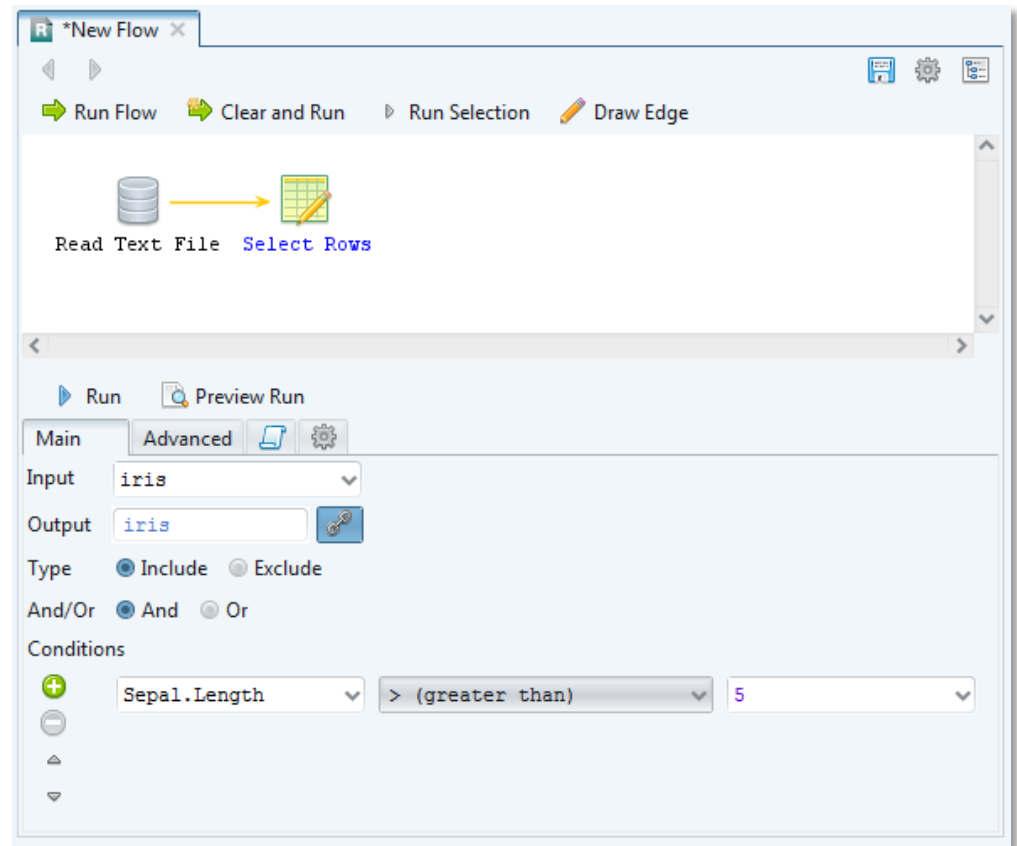 R *New Flow
Run Flow Clear and Run Run Selection Draw Edge
Read Text File Select Rows
Run Preview Run
Main Advanced
Input iris
Output iris
Type Include Exclude
And/Or And Or
Conditions
Sepal.Length > (greater than) 5